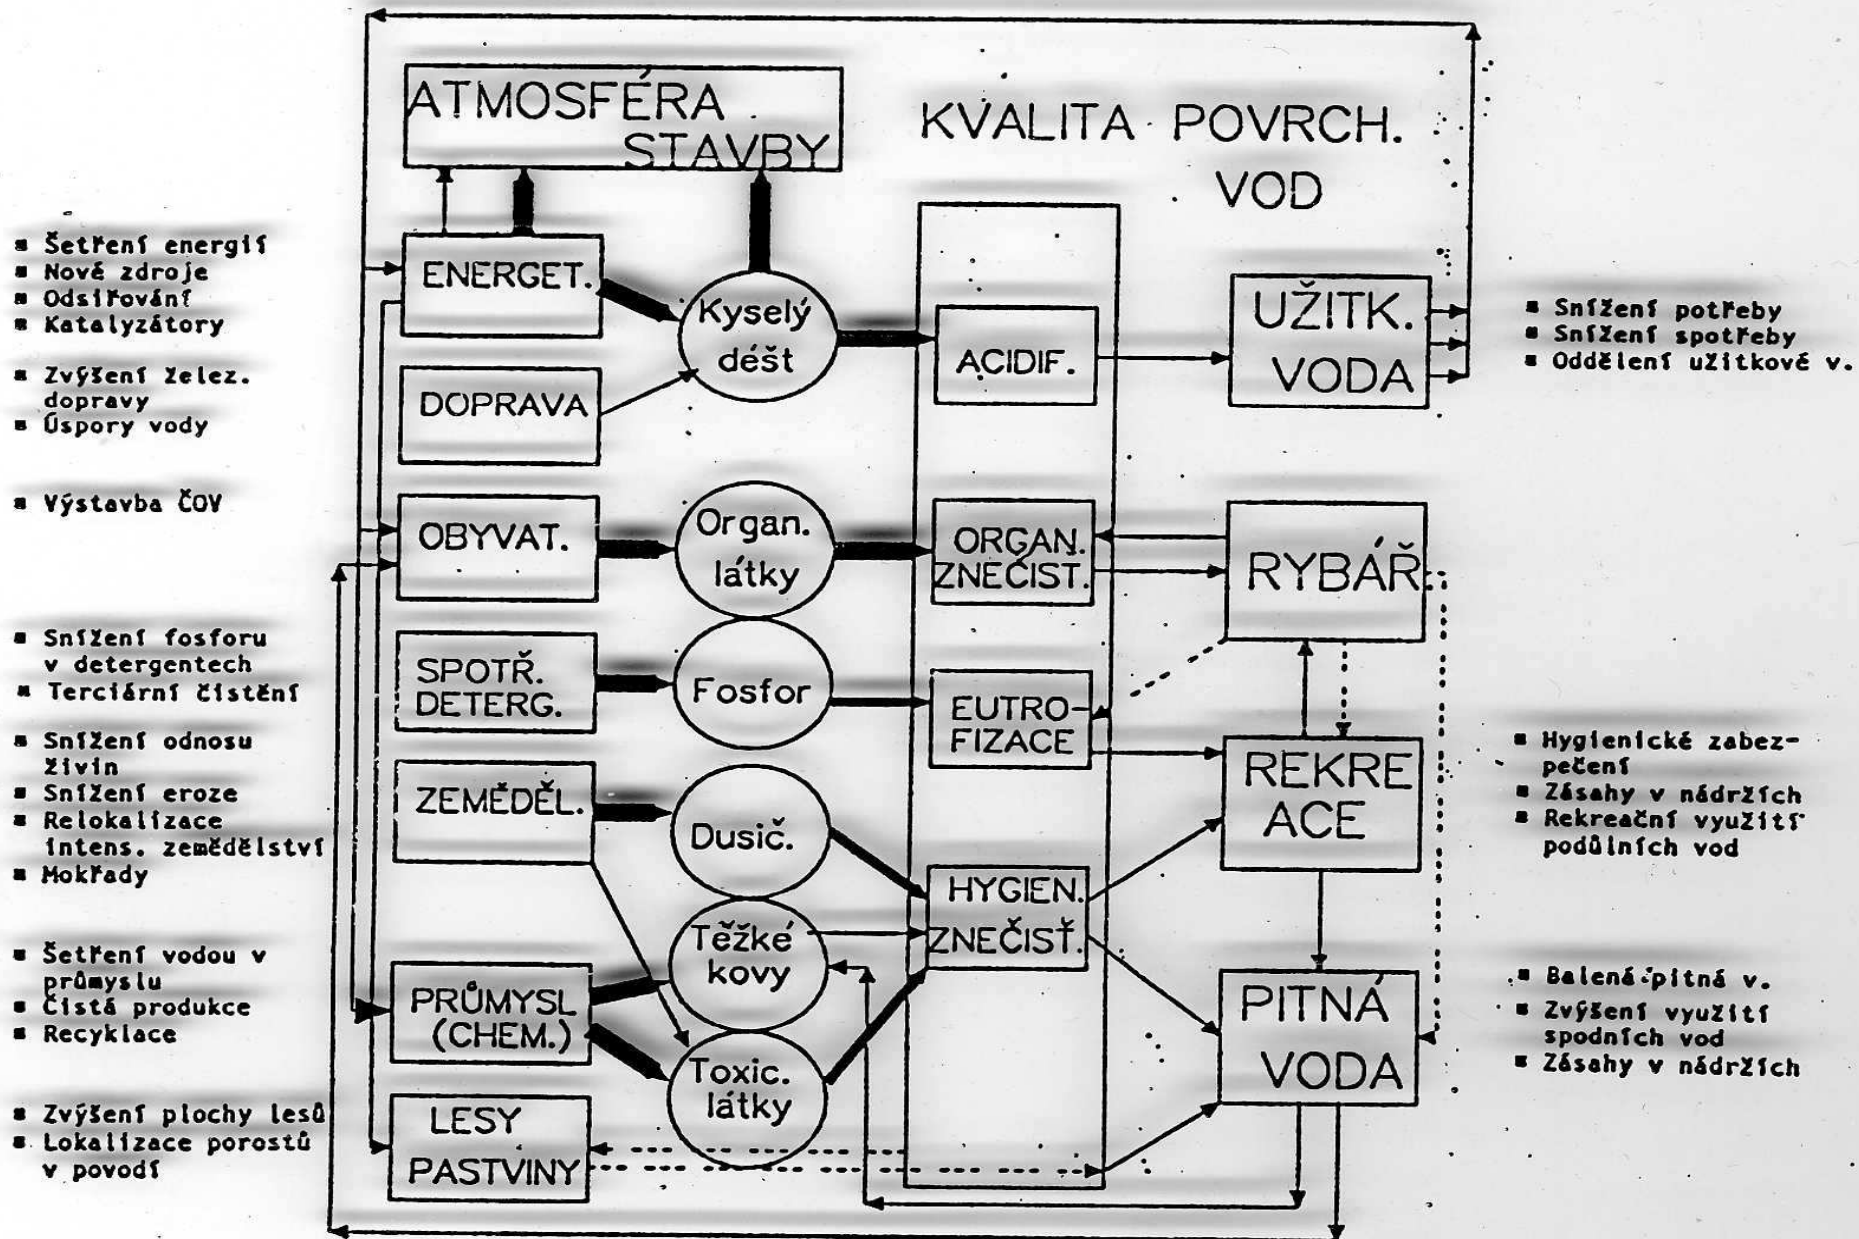 ATMOSFÉRA
STAVBY
KVALITA POVRCH.
VOD
▪ Šetření energií
▪ Nové zdroje
▪ Odsiřování
▪ Katalyzátory
▪ Zvýšení želez.
dopravy
▪ Úspory vody
▪ Výstavba ČOV
▪ Snížení fosforu
v detergentech
▪ Terciární čistění
▪ Snížení odnosu
živin
▪ Snížení eroze
▪ Relokalizace
intens. zemědělství
▪ Mokřady
▪ Šetření vodou v
průmyslu
▪ Čistá produkce
▪ Recyklace
▪ Zvýšení plochy lesů
▪ Lokalizace porostů
v povodí
ENERGET.
DOPRAVA
OBYVAT.
SPOTŘ.
DETERG.
ZEMĚDĚL.
PRŮMYSL
(CHEM.)
LESY
PASTVINY
Kyselý
déšt
Organ.
látky
Fosfor
Dusič.
Těžké
kovy
Toxic.
látky
ACIDIF.
ORGAN.
ZNEČIST.
EUTRO-
FIZACE
HYGIEN.
ZNEČISŤ.
UŽITK.
VODA
RYBÁŘ
REKRE
ACE
PITNÁ
VODA
▪ Snížení potřeby
▪ Snížení spotřeby
▪ Oddělení užitkové v.
▪ Hygienické zabez-
pečení
▪ Zásahy v nádržích
▪ Rekreační využití
podůlních vod
▪ Balená pitná v.
▪ Zvýšení využití
spodních vod
▪ Zásahy v nádržích